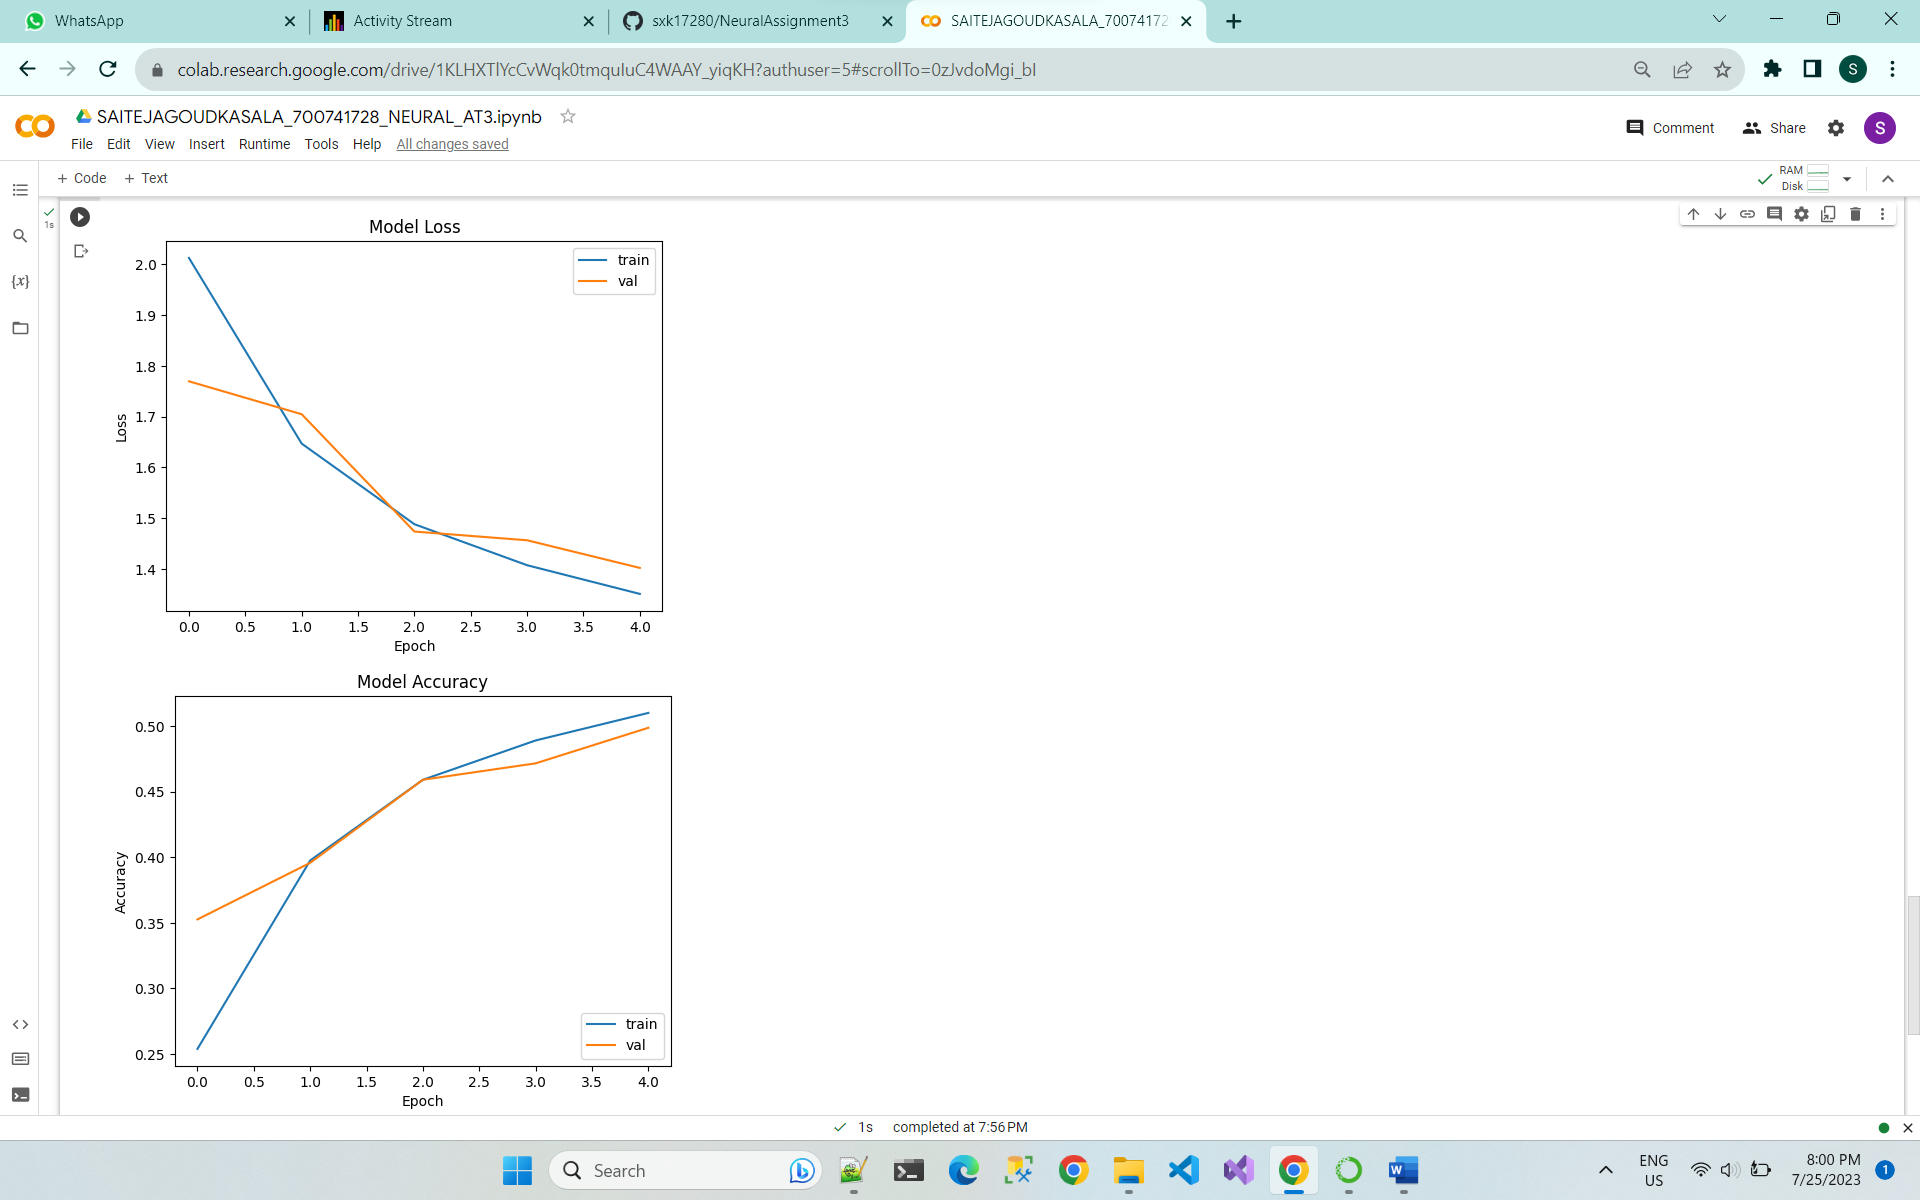 WhatsApp
Activity Stream
sxk17280/NeuralAssignment3
SAITEJAGOUDKASALA_70074172
colab.research.google.com/drive/1KLHXTlYcCvWqk0tmquIuC4WAAY_yiqKH?authuser=5#scrollTo=0zJvdoMgi_bI
S
CO
SAITEJAGOUDKASALA_700741728_NEURAL_AT3.ipynb
File Edit View Insert Runtime Tools Help All changes saved
Comment Share S
+ Code + Text
RAM
Disk
1s
{x}
Model Loss
train
val
2.0
1.9
1.8
1.7
1.6
1.5
1.4
Loss
0.0 0.5 1.0 1.5 2.0 2.5 3.0 3.5 4.0
Epoch
Model Accuracy
0.50
0.45
0.40
0.35
0.30
0.25
Accuracy
train
val
0.0 0.5 1.0 1.5 2.0 2.5 3.0 3.5 4.0
Epoch
1s completed at 7:56 PM
Search
ENG
US
8:00 PM
7/25/2023
1